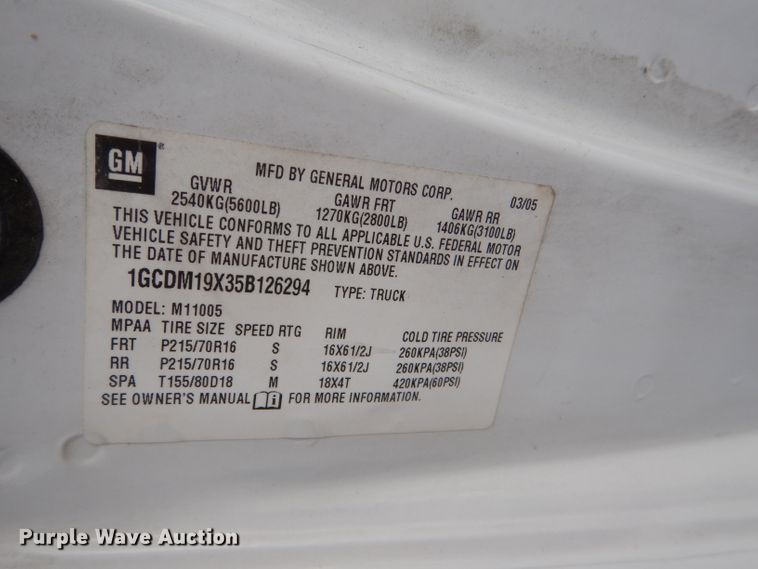 GM
MFD BY GENERAL MOTORS CORP. 03/05
GVWR GAWR FRT GAWR RR
2540KG(5600LB) 1270KG(2800LB) 1406KG(3100LB)
THIS VEHICLE CONFORMS TO ALL APPLICABLE U.S. FEDERAL MOTOR
VEHICLE SAFETY AND THEFT PREVENTION STANDARDS IN EFFECT ON
THE DATE OF MANUFACTURE SHOWN ABOVE.
1GCDM19X35B126294 TYPE: TRUCK
MODEL: M11005
MPAA TIRE SIZE SPEED RTG RIM COLD TIRE PRESSURE
FRT P215/70R16 S 16X61/2J 260KPA(38PSI)
RR P215/70R16 S 16X61/2J 260KPA(38PSI)
SPA T155/80D18 M 18X4T 420KPA(60PSI)
SEE OWNER'S MANUAL i FOR MORE INFORMATION.
Purple Wave Auction